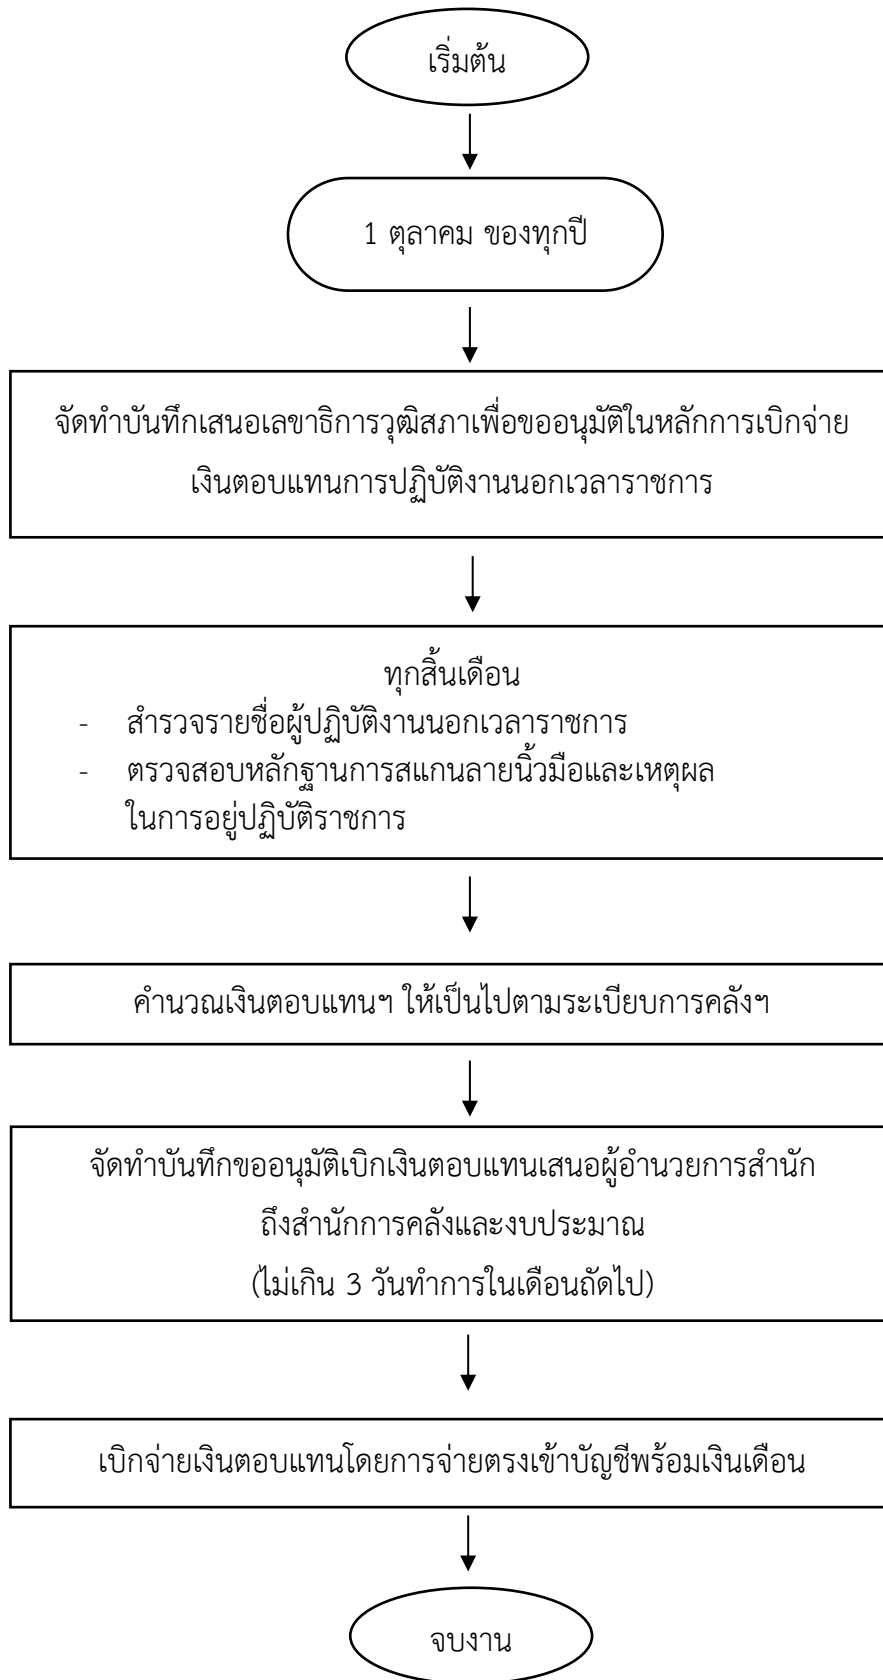 เริ่มต้น
1 ตุลาคม ของทุกปี
จัดทำบันทึกเสนอเลขาธิการวุฒิสภาเพื่อขออนุมัติในหลักการเบิกจ่าย
เงินตอบแทนการปฏิบัติงานนอกเวลาราชการ
ทุกสิ้นเดือน
- สำรวจรายชื่อผู้ปฏิบัติงานนอกเวลาราชการ
- ตรวจสอบหลักฐานการสแกนลายนิ้วมือและเหตุผล
ในการอยู่ปฏิบัติราชการ
คำนวณเงินตอบแทนฯ ให้เป็นไปตามระเบียบการคลังฯ
จัดทำบันทึกขออนุมัติเบิกเงินตอบแทนเสนอผู้อำนวยการสำนัก
ถึงสำนักการคลังและงบประมาณ
(ไม่เกิน 3 วันทำการในเดือนถัดไป)
เบิกจ่ายเงินตอบแทนโดยการจ่ายตรงเข้าบัญชีพร้อมเงินเดือน
จบงาน